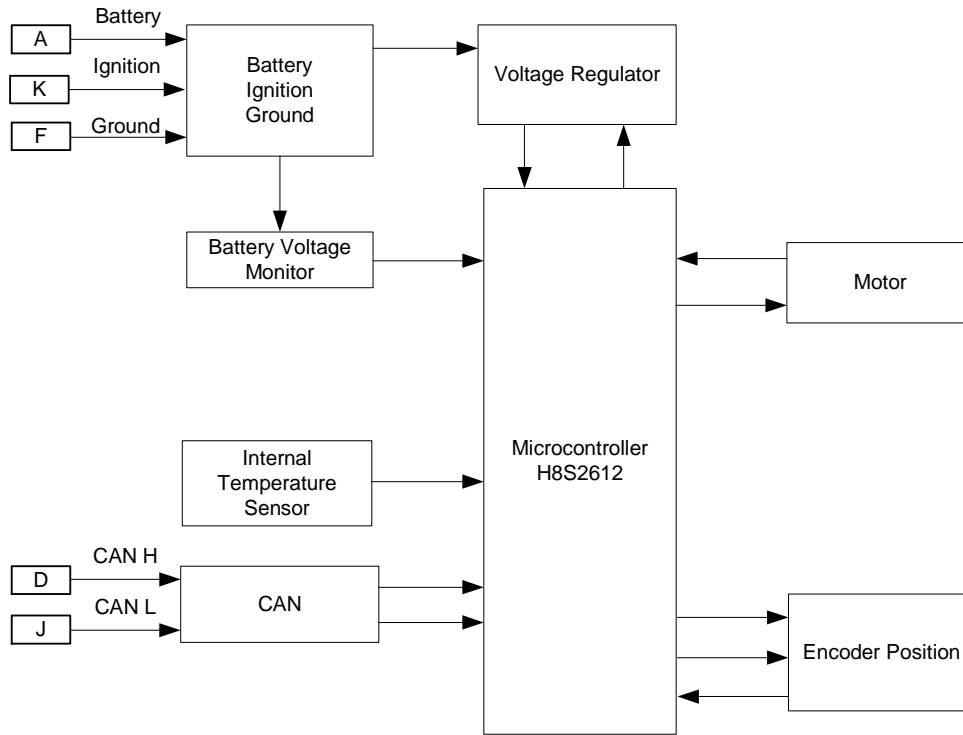 A
Battery
K
Ignition
F
Ground
Battery
Ignition
Ground
Voltage Regulator
Battery Voltage
Monitor
Motor
Internal
Temperature
Sensor
Microcontroller
H8S2612
D
CAN H
J
CAN L
CAN
Encoder Position